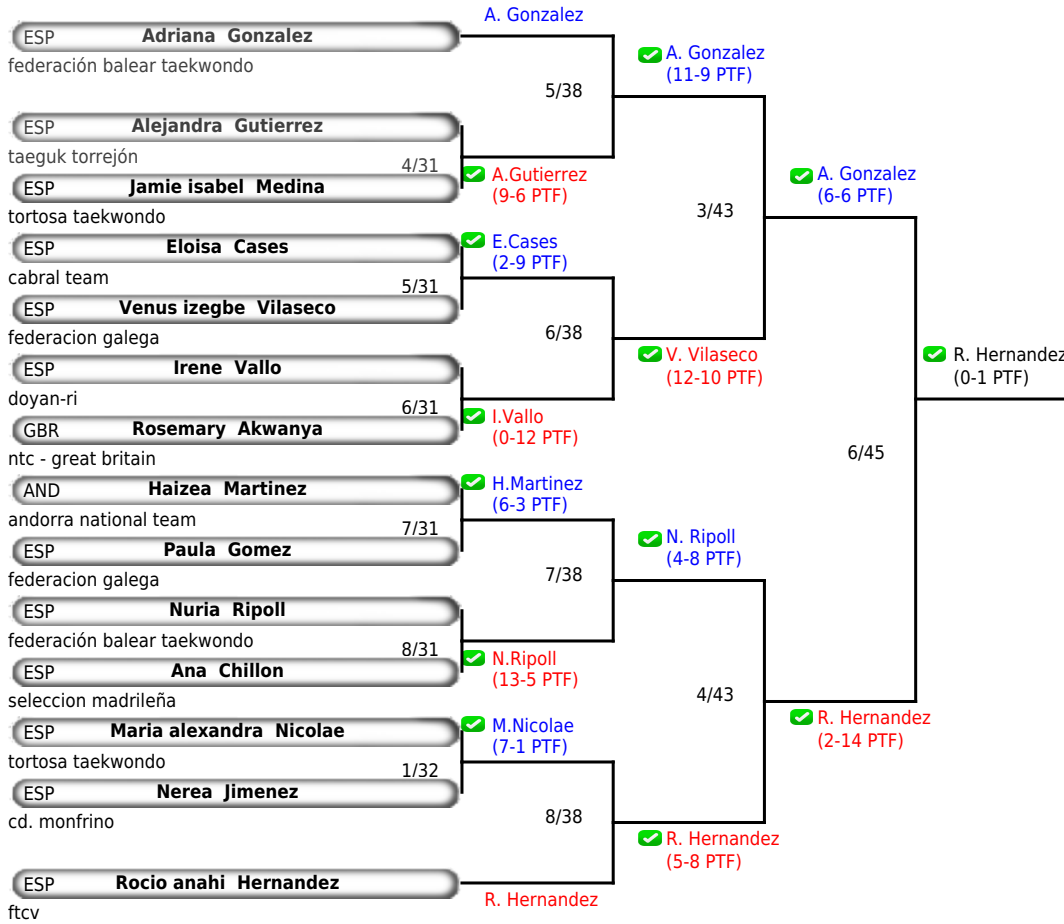 A. Gonzalez
ESP Adriana Gonzalez
federación balear taekwondo
A. Gonzalez
(11-9 PTF)
5/38
ESP Alejandra Gutierrez
taeguk torrejón
4/31
A.Gutierrez
(9-6 PTF)
ESP Jamie isabel Medina
tortosa taekwondo
A. Gonzalez
(6-6 PTF)
3/43
ESP Eloisa Cases
cabral team
E.Cases
(2-9 PTF)
5/31
ESP Venus izegbe Vilaseco
federacion galega
6/38
V. Vilaseco
(12-10 PTF)
ESP Irene Vallo
doyan-ri
6/31
I.Vallo
(0-12 PTF)
GBR Rosemary Akwanya
ntc - great britain
R. Hernandez
(0-1 PTF)
6/45
AND Haizea Martinez
andorra national team
H.Martinez
(6-3 PTF)
7/31
ESP Paula Gomez
federacion galega
7/38
N. Ripoll
(4-8 PTF)
ESP Nuria Ripoll
federación balear taekwondo
8/31
N.Ripoll
(13-5 PTF)
ESP Ana Chillon
seleccion madrileña
4/43
R. Hernandez
(2-14 PTF)
ESP Maria alexandra Nicolae
tortosa taekwondo
M.Nicolae
(7-1 PTF)
1/32
ESP Nerea Jimenez
cd. monfrino
8/38
R. Hernandez
(5-8 PTF)
ESP Rocio anahi Hernandez
R. Hernandez
ftcv